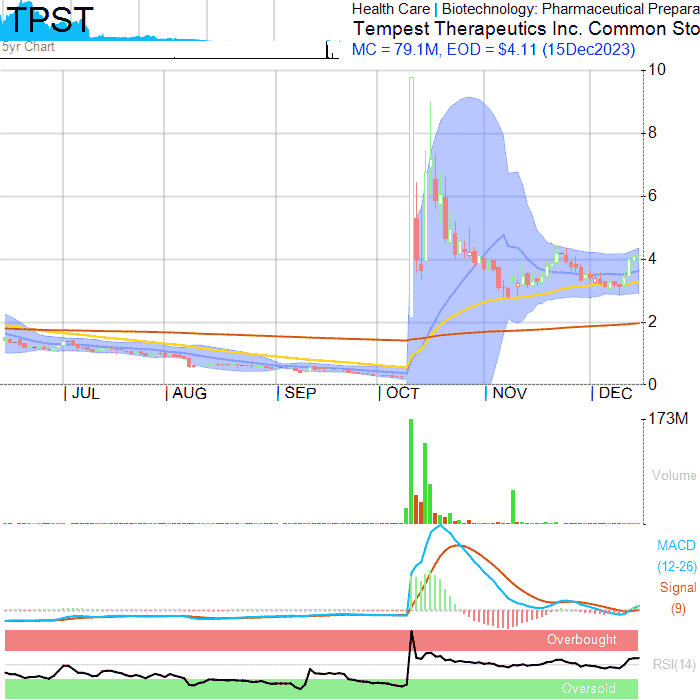 TPST
5yr Chart
Health Care | Biotechnology: Pharmaceutical Prepara
Tempest Therapeutics Inc. Common Sto
MC = 79.1M, EOD = $4.11 (15Dec2023)
10
8
6
4
2
0
JUL AUG SEP OCT NOV DEC
173M
Volume
MACD
(12-26)
Signal
(9)
Overbought
RSI(14)
Oversold